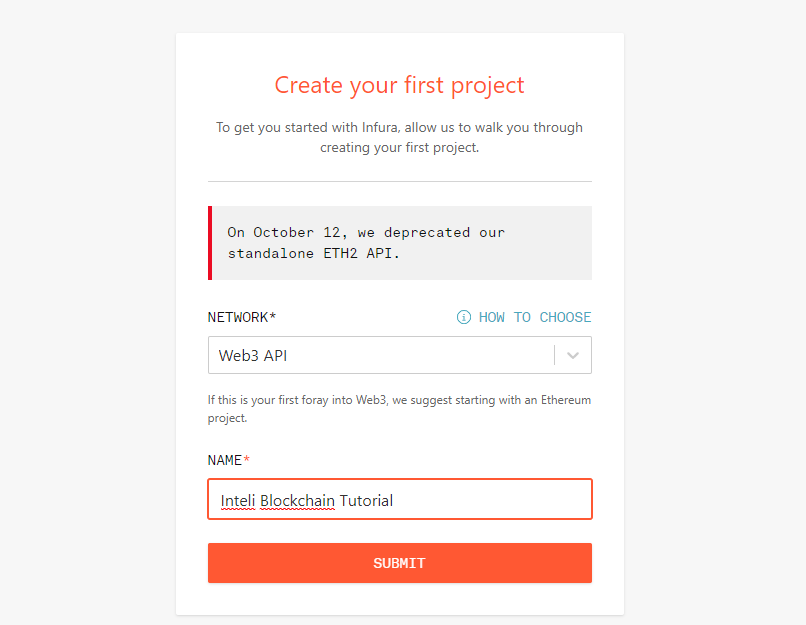 Create your first project
To get you started with Infura, allow us to walk you through
creating your first project.
On October 12, we deprecated our
standalone ETH2 API.
NETWORK*
HOW TO CHOOSE
Web3 API
If this is your first foray into Web3, we suggest starting with an Ethereum
project.
NAME*
Inteli Blockchain Tutorial
SUBMIT